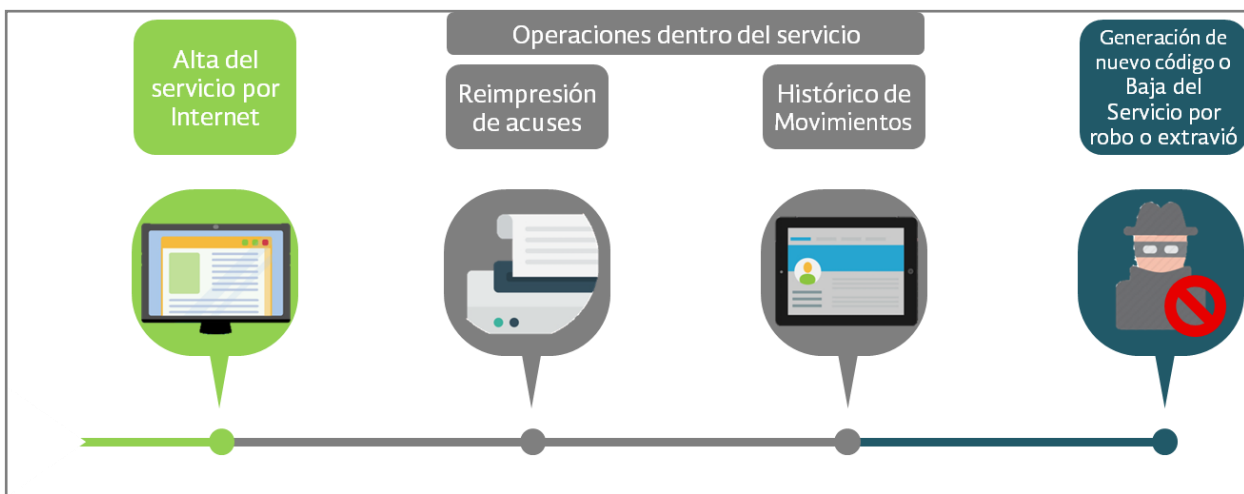 Alta del
servicio por
Internet
Operaciones dentro del servicio
Reimpresión
de acuses
Histórico de
Movimientos
Generación de
nuevo código o
Baja del
Servicio por
robo o extravió